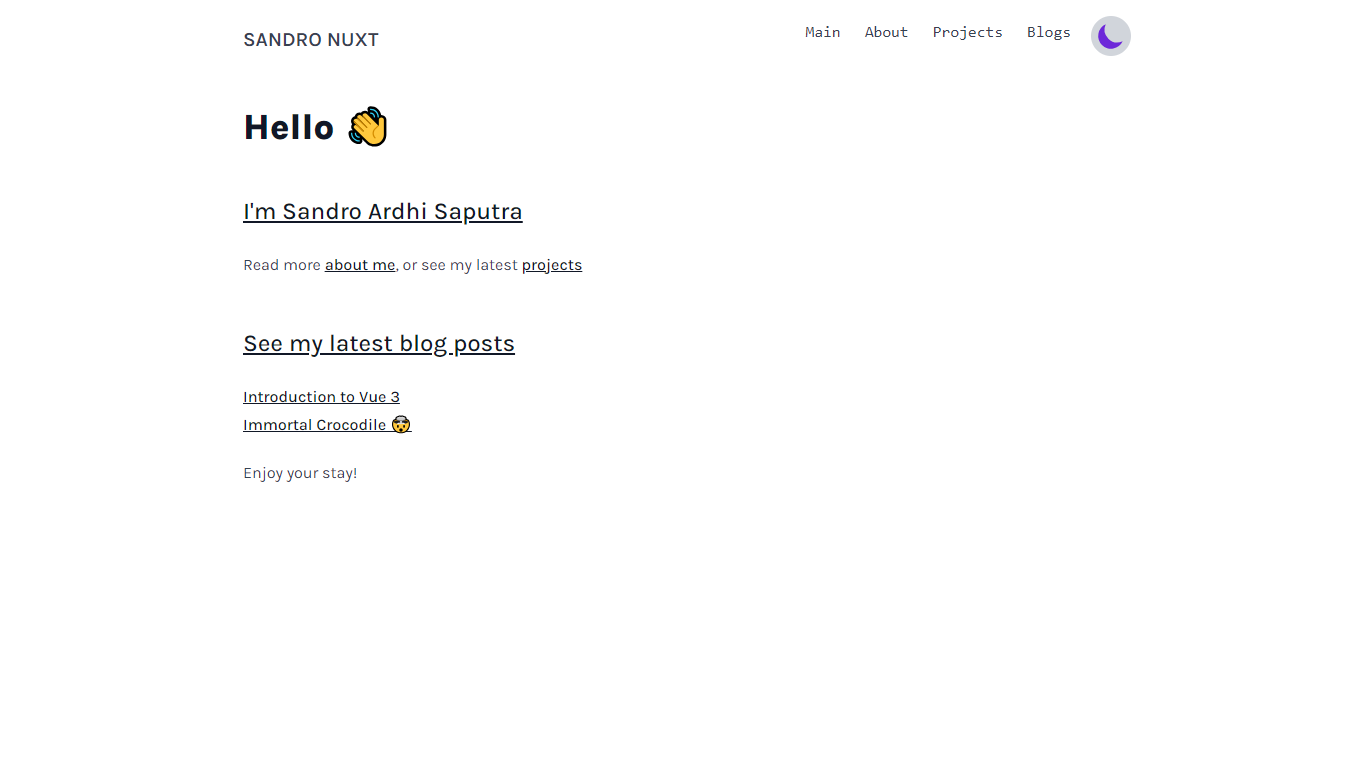 SANDRO NUXT
Main About Projects Blogs
Hello 👋
I'm Sandro Ardhi Saputra
Read more about me, or see my latest projects
See my latest blog posts
Introduction to Vue 3
Immortal Crocodile 🤯
Enjoy your stay!